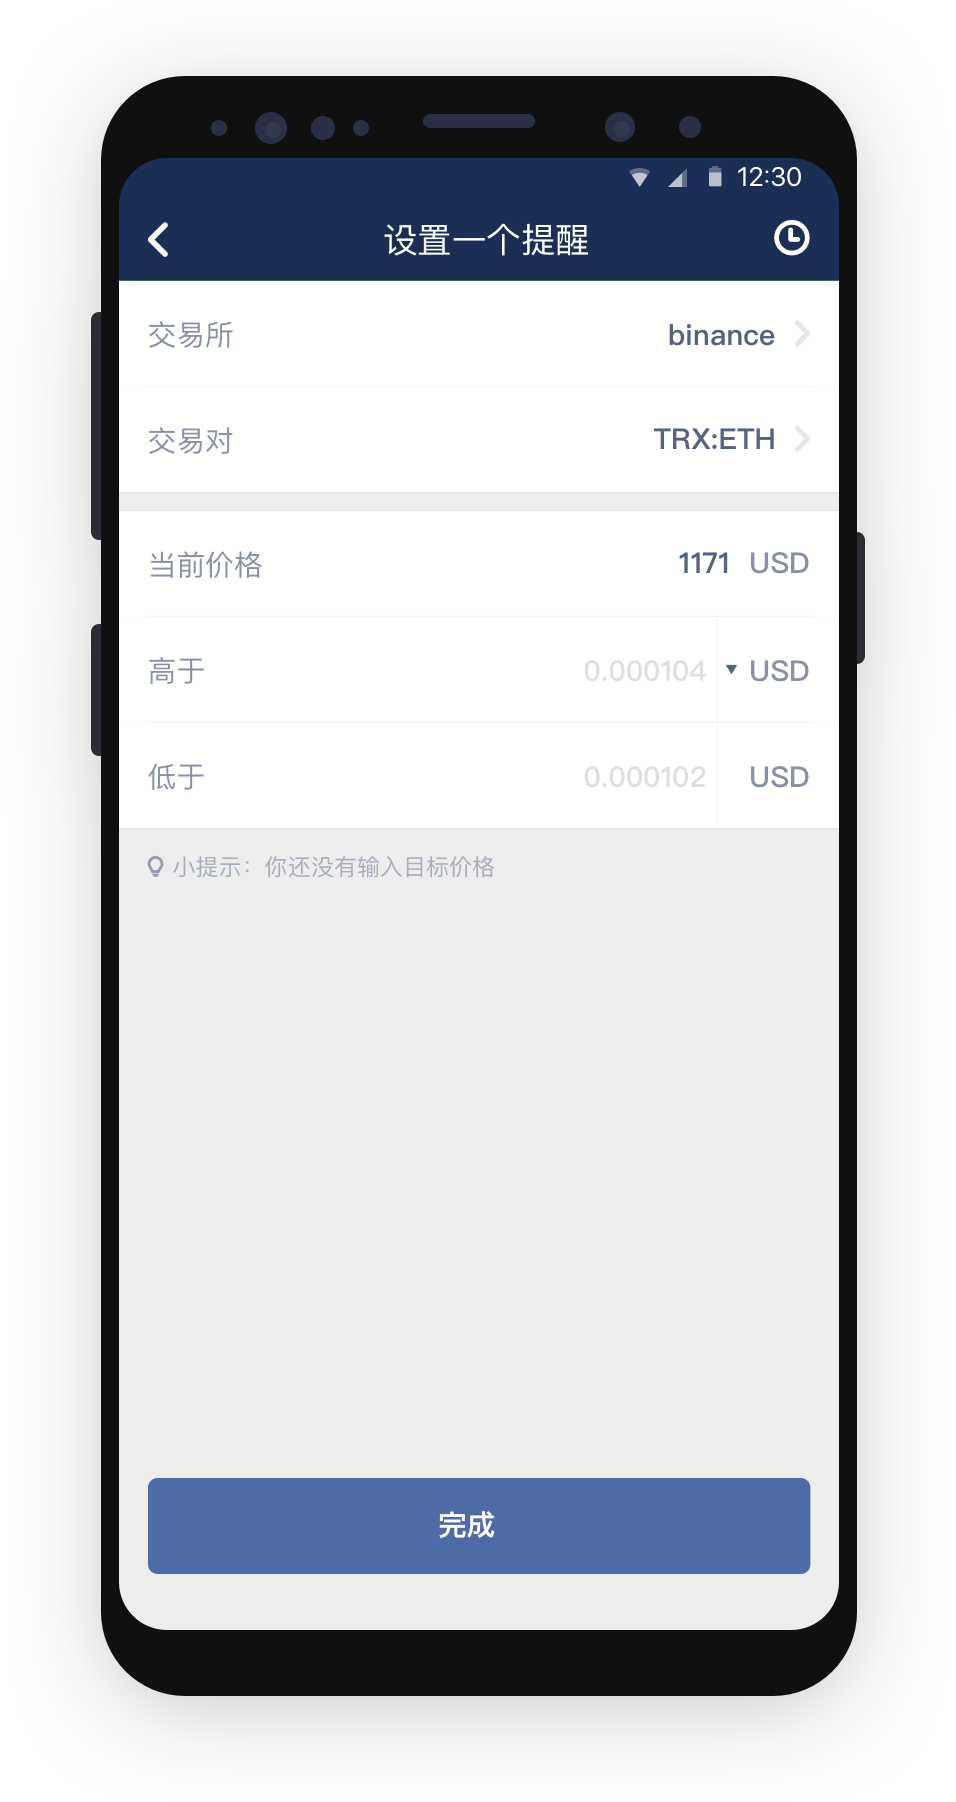 12:30
设置一个提醒
交易所 binance
交易对 TRX:ETH
当前价格 1171 USD
高于 0.000104 USD
低于 0.000102 USD
小提示：你还没有输入目标价格
完成